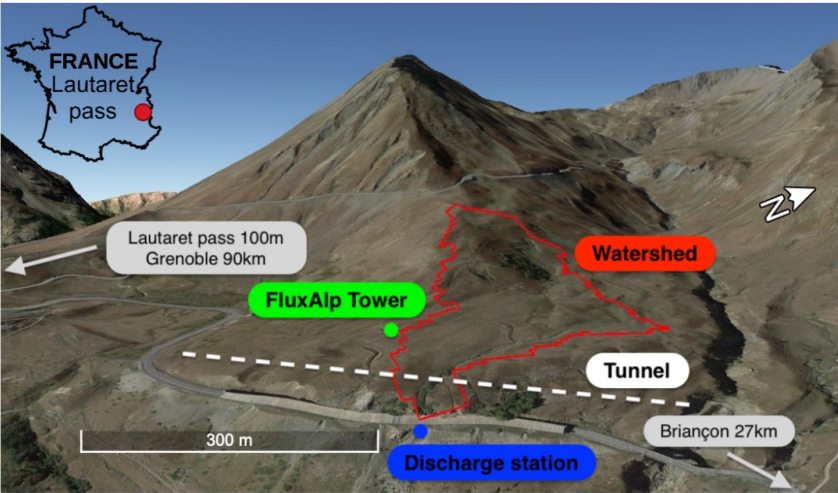 FRANCE
Lautaret
pass
N
Lautaret pass 100m
Grenoble 90km
Watershed
FluxAlp Tower
Tunnel
300 m
Briançon 27km
Discharge station